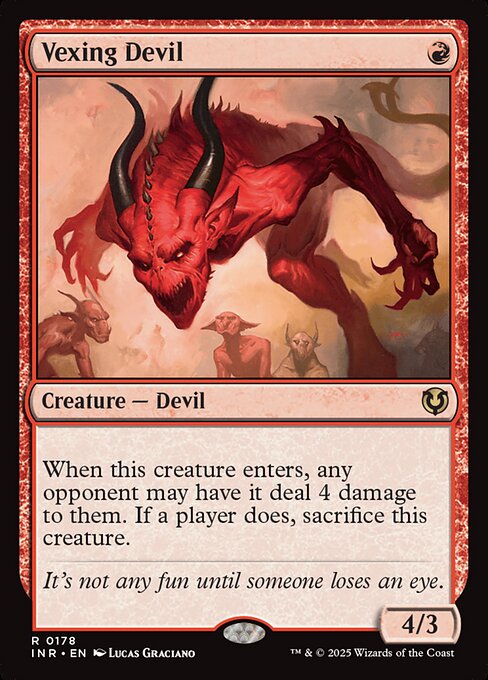 Vexing Devil
Creature — Devil
When this creature enters, any
opponent may have it deal 4 damage
to them. If a player does, sacrifice this
creature.
It's not any fun until someone loses an eye.
4/3
R 0178
INR • EN Lucas Graciano
™ & © 2025 Wizards of the Coast